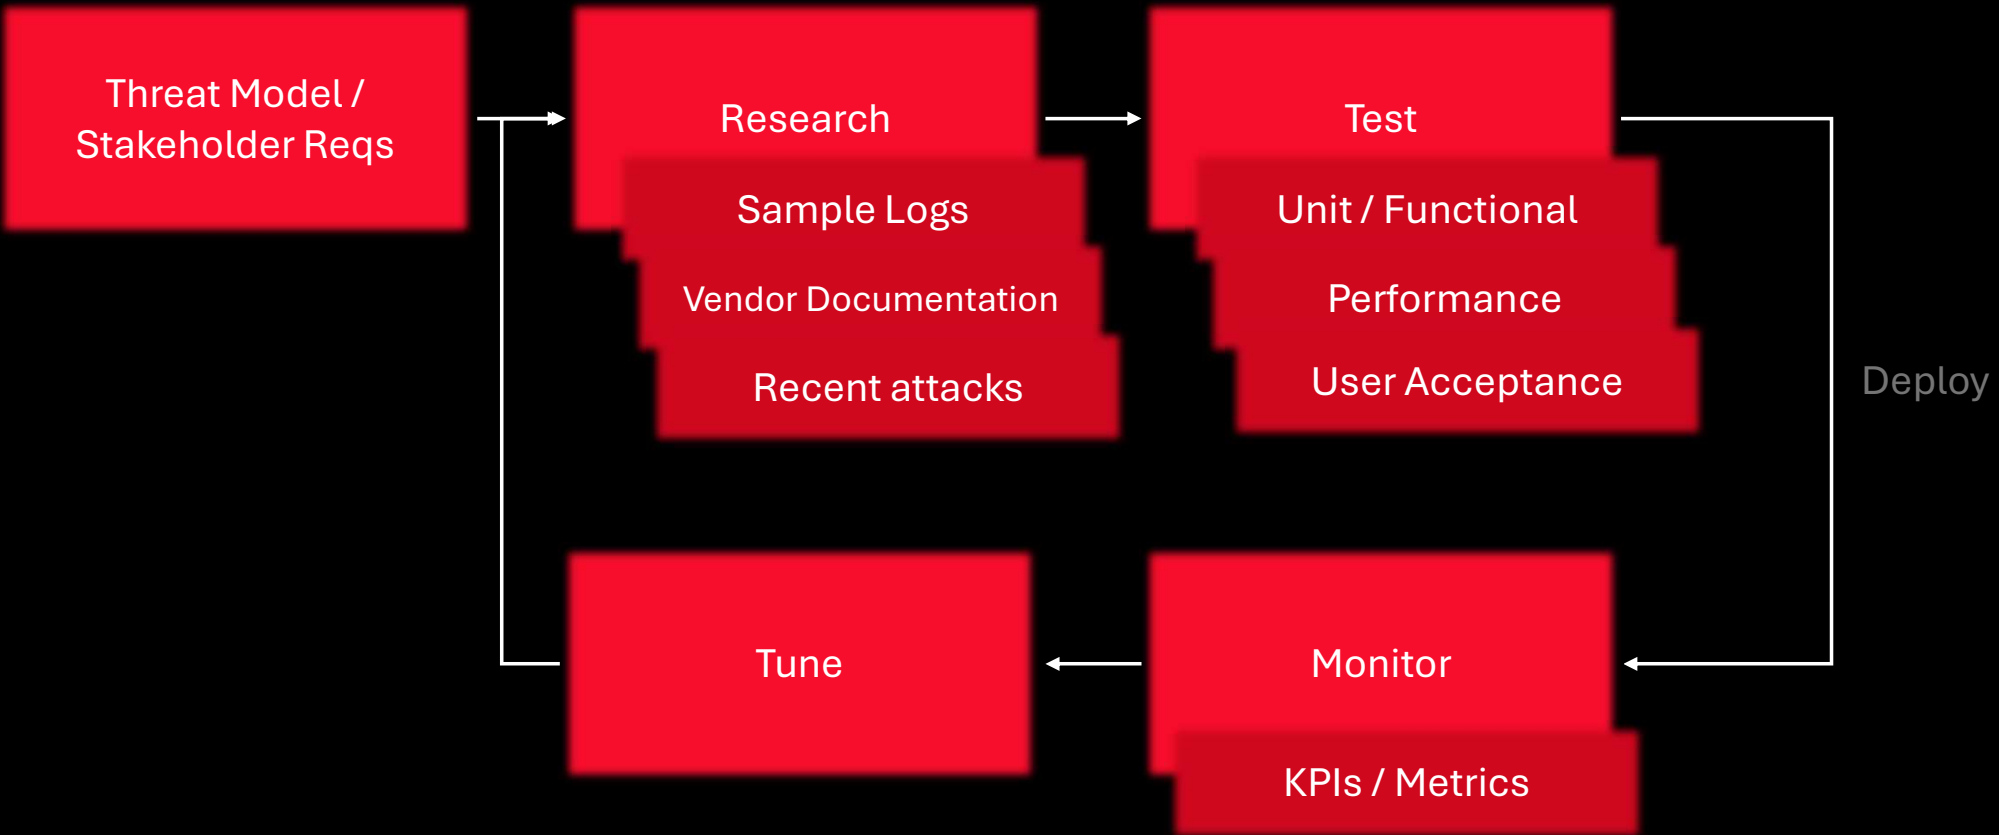 Threat Model /
Stakeholder Reqs
Research
Sample Logs
Vendor Documentation
Recent attacks
Test
Unit / Functional
Performance
User Acceptance
Deploy
Tune
Monitor
KPIs / Metrics